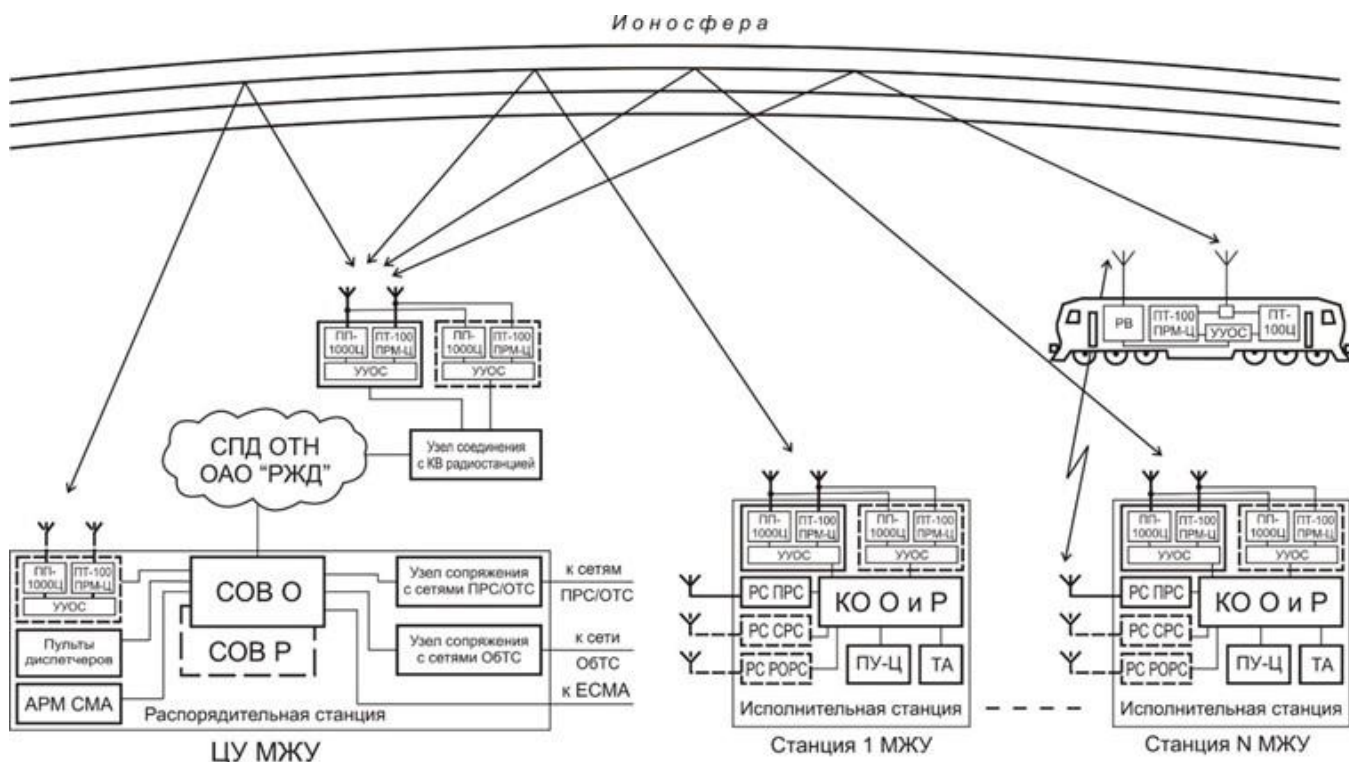 Ионосфера
ПП-
1000Ц
ПТ-100
ПРМ-Ц
УУОС
ПП-
1000Ц
ПТ-100
ПРМ-Ц
УУОС
РВ
ПТ-100
ПРМ-Ц
УУОС
ПТ-
100Ц
СПД ОТН
ОАО "РЖД"
Узел соединения
с КВ радиостанцией
ПП-
1000Ц
ПТ-100
ПРМ-Ц
УУОС
Пульты
диспетчеров
АРМ СМА
СОВ О
СОВ Р
Узел сопряжения
с сетями ПРС/ОТС
Узел сопряжения
с сетями ОбТС
к сетям
ПРС/ОТС
к сети
ОбТС
к ЕСМА
Распорядительная станция
ЦУ МЖУ
ПП-
1000Ц
ПТ-100
ПРМ-Ц
УУОС
ПП-
1000Ц
ПТ-100
ПРМ-Ц
УУОС
РС ПРС
РС СРС
РС РОРС
КО О и Р
ПУ-Ц
ТА
Исполнительная станция
Станция 1 МЖУ
ПП-
1000Ц
ПТ-100
ПРМ-Ц
УУОС
ПП-
1000Ц
ПТ-100
ПРМ-Ц
УУОС
РС ПРС
РС СРС
РС РОРС
КО О и Р
ПУ-Ц
ТА
Исполнительная станция
Станция N МЖУ